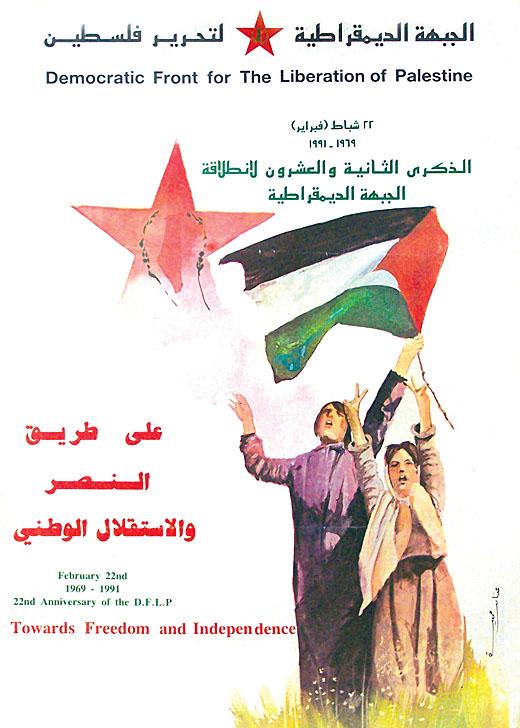 الجبهة الديمقراطية لتحرير فلسطين
Democratic Front for The Liberation of Palestine
٢٢ شباط (فبراير)
١٩٦٩ - ١٩٩١
الذكرى الثانية والعشرون لانطلاقة
الجبهة الديمقراطية
على طريق
النصر
والاستقلال الوطني
February 22nd
1969 - 1991
22nd Anniversary of the D.F.L.P
Towards Freedom and Independence